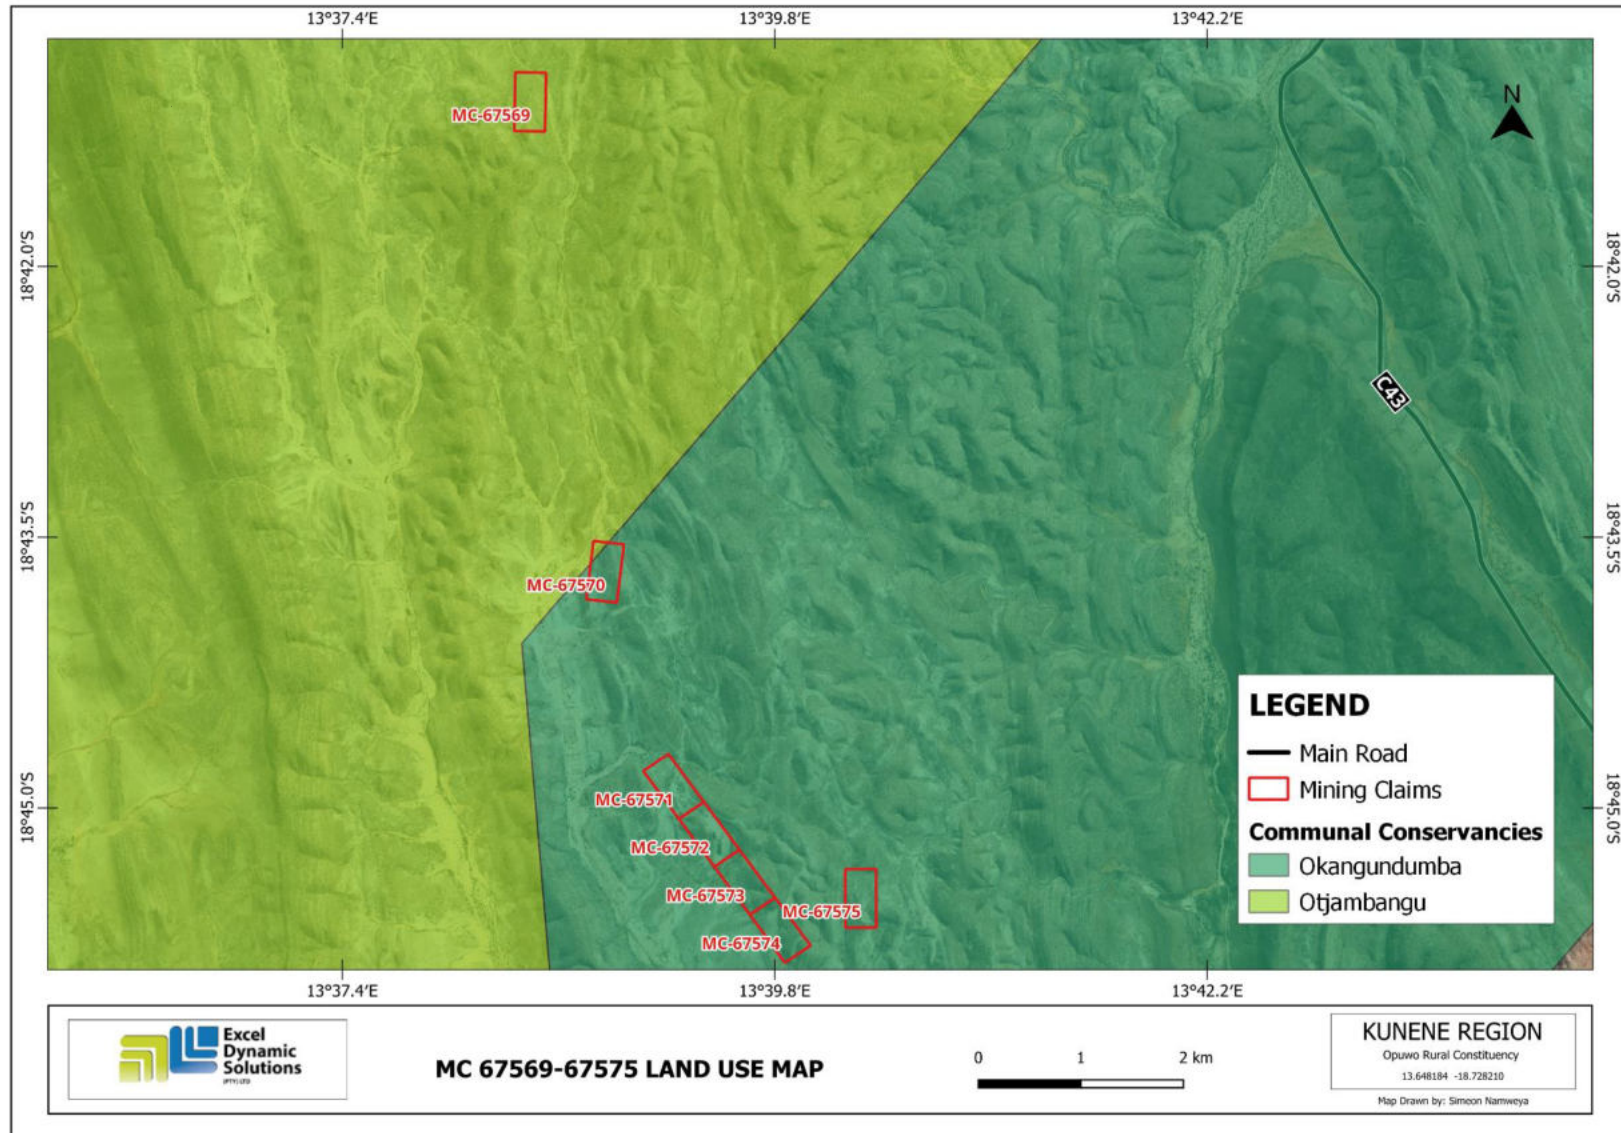 13°37.4′E
13°39.8′E
13°42.2′E
MC-67569
N
18°42.0′S
18°42.0′S
C43
18°43.5′S
18°43.5′S
MC-67570
LEGEND
Main Road
Mining Claims
Communal Conservancies
Okangundumba
Otjambangu
18°45.0′S
18°45.0′S
MC-67571
MC-67572
MC-67573
MC-67575
MC-67574
13°37.4′E
13°39.8′E
13°42.2′E
Excel
Dynamic
Solutions
(PTY) LTD
MC 67569-67575 LAND USE MAP
0 1 2 km
KUNENE REGION
Opuwo Rural Constituency
13.648184 -18.728210
Map Drawn by: Simeon Namweya